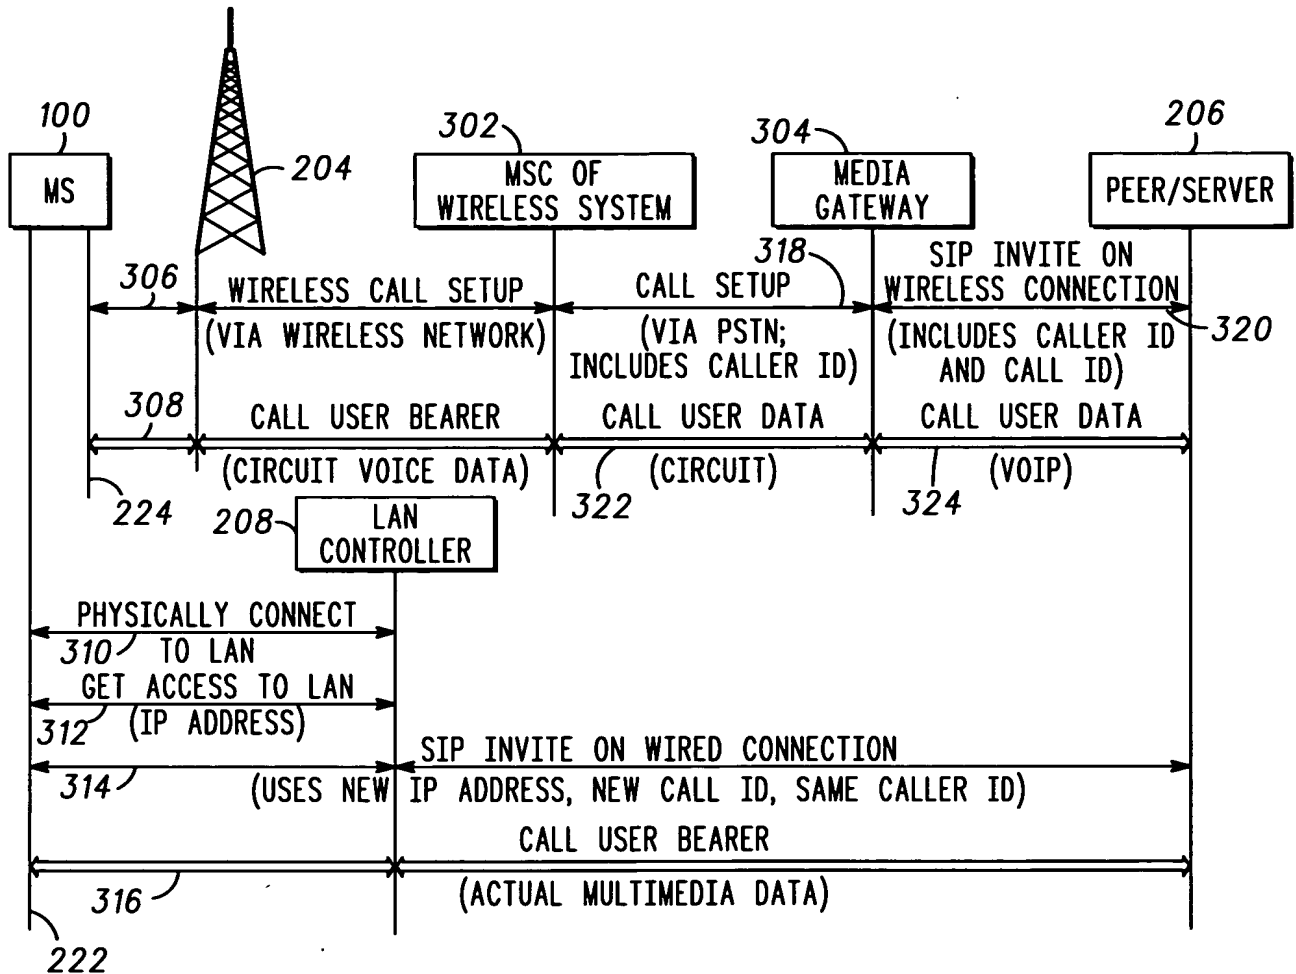 100
302
304
206
MS
204
MSC OF
WIRELESS SYSTEM
MEDIA
GATEWAY
PEER/SERVER
306
WIRELESS CALL SETUP
(VIA WIRELESS NETWORK)
318
CALL SETUP
(VIA PSTN;
INCLUDES CALLER ID)
SIP INVITE ON
WIRELESS CONNECTION
320
(INCLUDES CALLER ID
AND CALL ID)
308
CALL USER BEARER
(CIRCUIT VOICE DATA)
CALL USER DATA
(CIRCUIT)
322
CALL USER DATA
(VOIP)
324
224
208
LAN
CONTROLLER
PHYSICALLY CONNECT
TO LAN
310
GET ACCESS TO LAN
(IP ADDRESS)
312
SIP INVITE ON WIRED CONNECTION
314
(USES NEW IP ADDRESS, NEW CALL ID, SAME CALLER ID)
CALL USER BEARER
316
(ACTUAL MULTIMEDIA DATA)
222